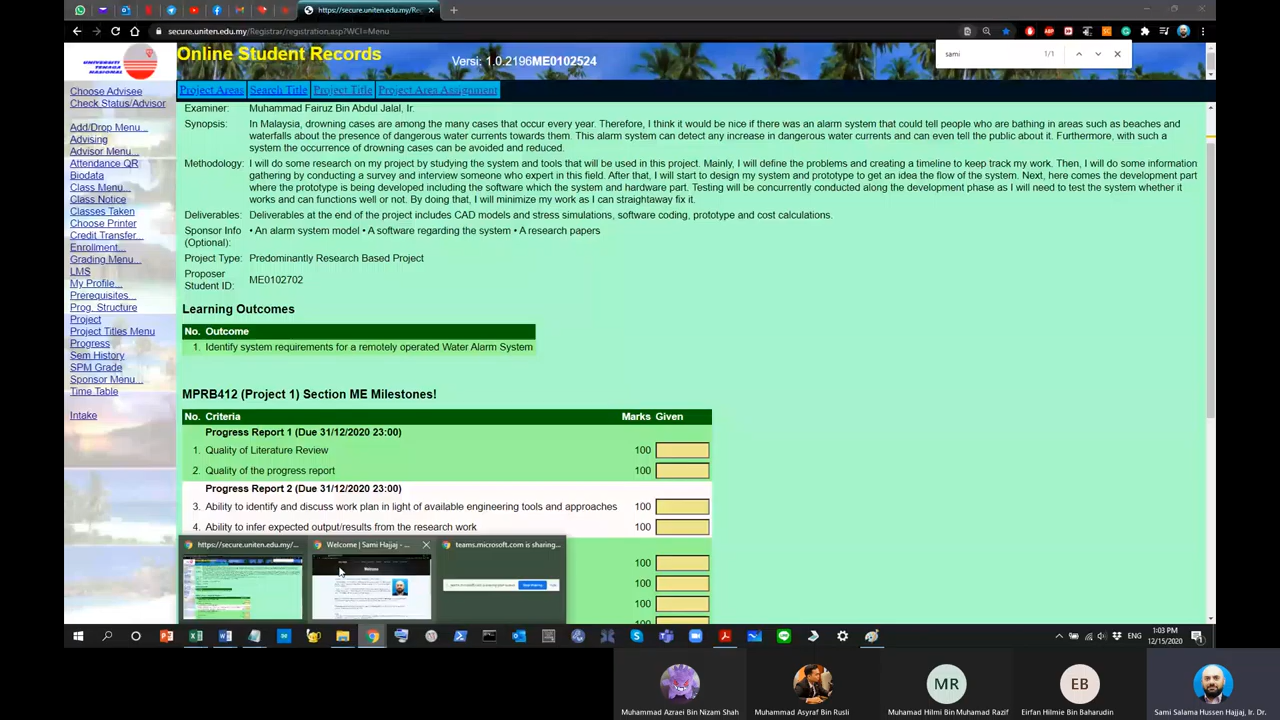 https://secure.uniten.edu.my/Re
secure.uniten.edu.my/Registrar/registration.asp?WCI=Menu
UNIVERSITI TENAGA NASIONAL
Online Student Records
Versi: 1.0.2196ME0102524
sami
1/1
Project Areas Search Title Project Title Project Area Assignment
Choose Advisee
Check Status/Advisor
Add/Drop Menu...
Advising
Advisor Menu...
Attendance QR
Biodata
Class Menu...
Class Notice
Classes Taken
Choose Printer
Credit Transfer...
Enrollment...
Grading Menu...
LMS
My Profile...
Prerequisites...
Prog. Structure
Project
Project Titles Menu
Progress
Sem History
SPM Grade
Sponsor Menu...
Time Table
Intake
Examiner: Muhammad Fairuz Bin Abdul Jalal, Ir.
Synopsis: In Malaysia, drowning cases are among the many cases that occur every year. Therefore, I think it would be nice if there was an alarm system that could tell people who are bathing in areas such as beaches and
waterfalls about the presence of dangerous water currents towards them. This alarm system can detect any increase in dangerous water currents and can even tell the public about it. Furthermore, with such a
system the occurrence of drowning cases can be avoided and reduced.
Methodology: I will do some research on my project by studying the system and tools that will be used in this project. Mainly, I will define the problems and creating a timeline to keep track my work. Then, I will do some information
gathering by conducting a survey and interview someone who expert in this field. After that, I will start to design my system and prototype to get an idea the flow of the system. Next, here comes the development part
where the prototype is being developed including the software which the system and hardware part. Testing will be concurrently conducted along the development phase as I will need to test the system whether it
works and can functions well or not. By doing that, I will minimize my work as I can straightaway fix it.
Deliverables: Deliverables at the end of the project includes CAD models and stress simulations, software coding, prototype and cost calculations.
Sponsor Info (Optional): • An alarm system model • A software regarding the system • A research papers
Project Type: Predominantly Research Based Project
Proposer Student ID: ME0102702
Learning Outcomes
No. Outcome
1. Identify system requirements for a remotely operated Water Alarm System
MPRB412 (Project 1) Section ME Milestones!
No. Criteria Marks Given
Progress Report 1 (Due 31/12/2020 23:00)
1. Quality of Literature Review 100
2. Quality of the progress report 100
Progress Report 2 (Due 31/12/2020 23:00)
3. Ability to identify and discuss work plan in light of available engineering tools and approaches 100
4. Ability to infer expected output/results from the research work 100
https://secure.uniten.edu.my/...
Welcome | Sami Hajjaj - ...
teams.microsoft.com is sharing...
Welcome
100
100
100
100
ENG
1:03 PM
12/15/2020
MR
EB
Muhammad Azraei Bin Nizam Shah
Muhammad Asyraf Bin Rusli
Muhamad Hilmi Bin Muhamad Razif
Eirfan Hilmie Bin Baharudin
Sami Salama Hussen Hajjaj, Ir. Dr.